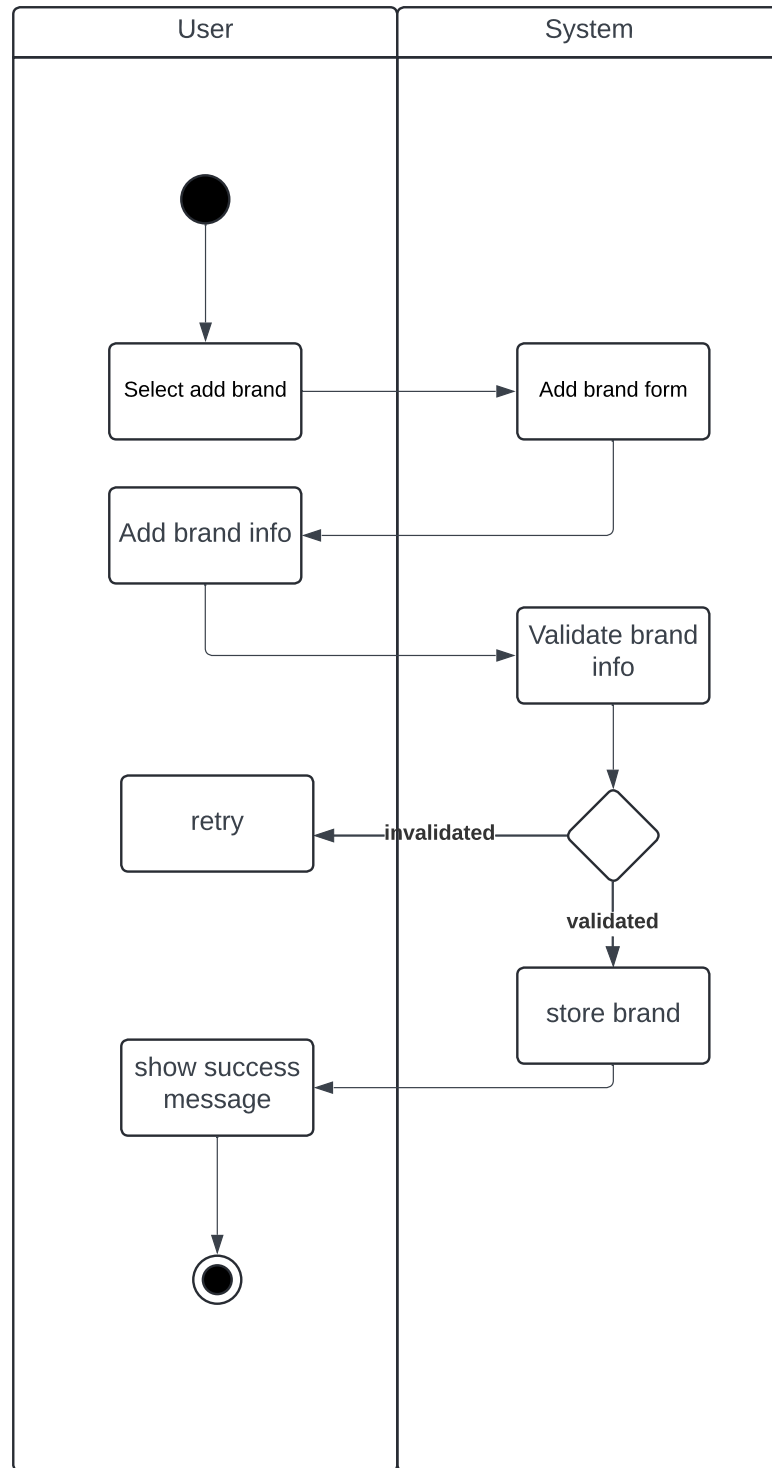 User
System
Select add brand
Add brand form
Add brand info
Validate brand
info
retry
invalidated
validated
store brand
show success
message